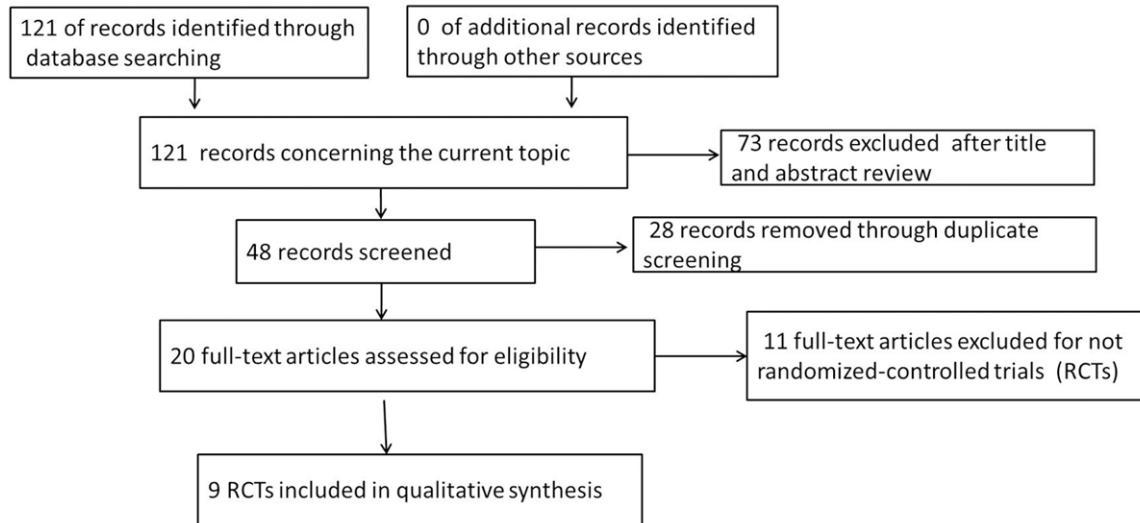 121 of records identified through
database searching
0 of additional records identified
through other sources
121 records concerning the current topic
73 records excluded after title
and abstract review
48 records screened
28 records removed through duplicate
screening
20 full-text articles assessed for eligibility
11 full-text articles excluded for not
randomized-controlled trials (RCTs)
9 RCTs included in qualitative synthesis